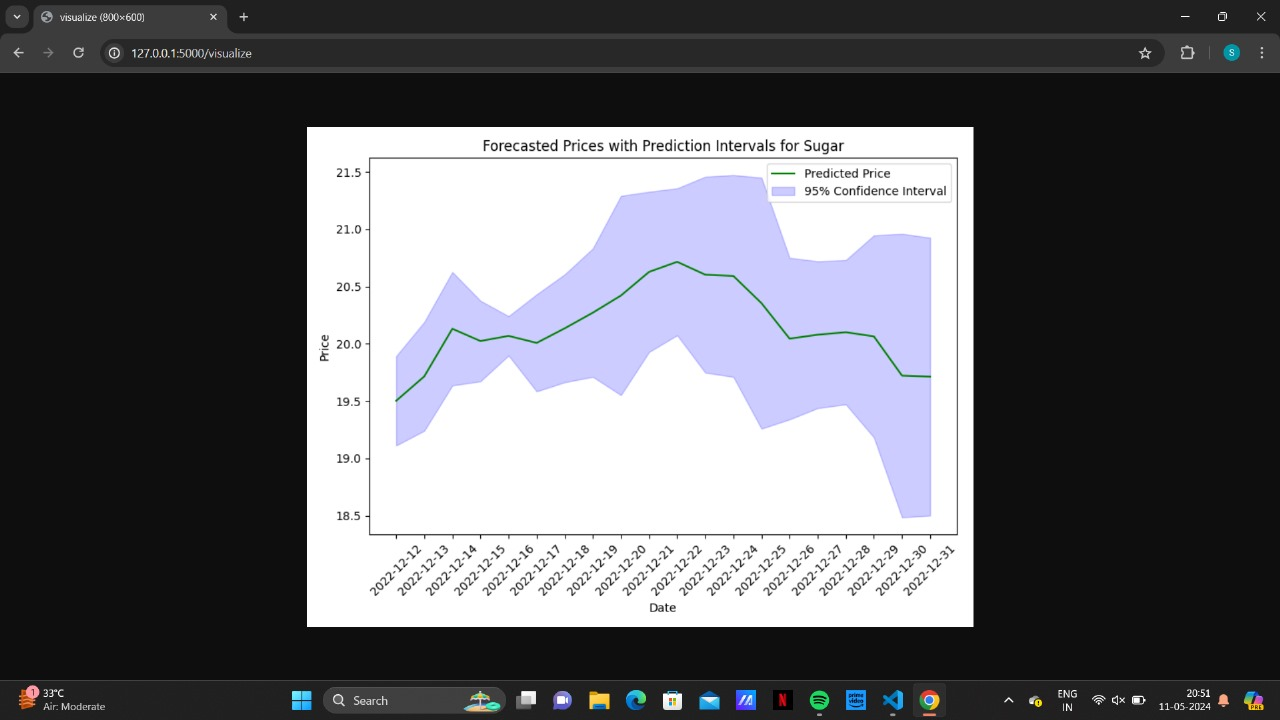 visualize (800×600)
127.0.0.1:5000/visualize
S
Forecasted Prices with Prediction Intervals for Sugar
Predicted Price
95% Confidence Interval
21.5
21.0
20.5
20.0
19.5
19.0
18.5
Price
2022-12-12
2022-12-13
2022-12-14
2022-12-15
2022-12-16
2022-12-17
2022-12-18
2022-12-19
2022-12-20
2022-12-21
2022-12-22
2022-12-23
2022-12-24
2022-12-25
2022-12-26
2022-12-27
2022-12-28
2022-12-29
2022-12-30
2022-12-31
Date
1
33°C
Air: Moderate
Search
N
prime video
ENG
IN
20:51
11-05-2024
PRE